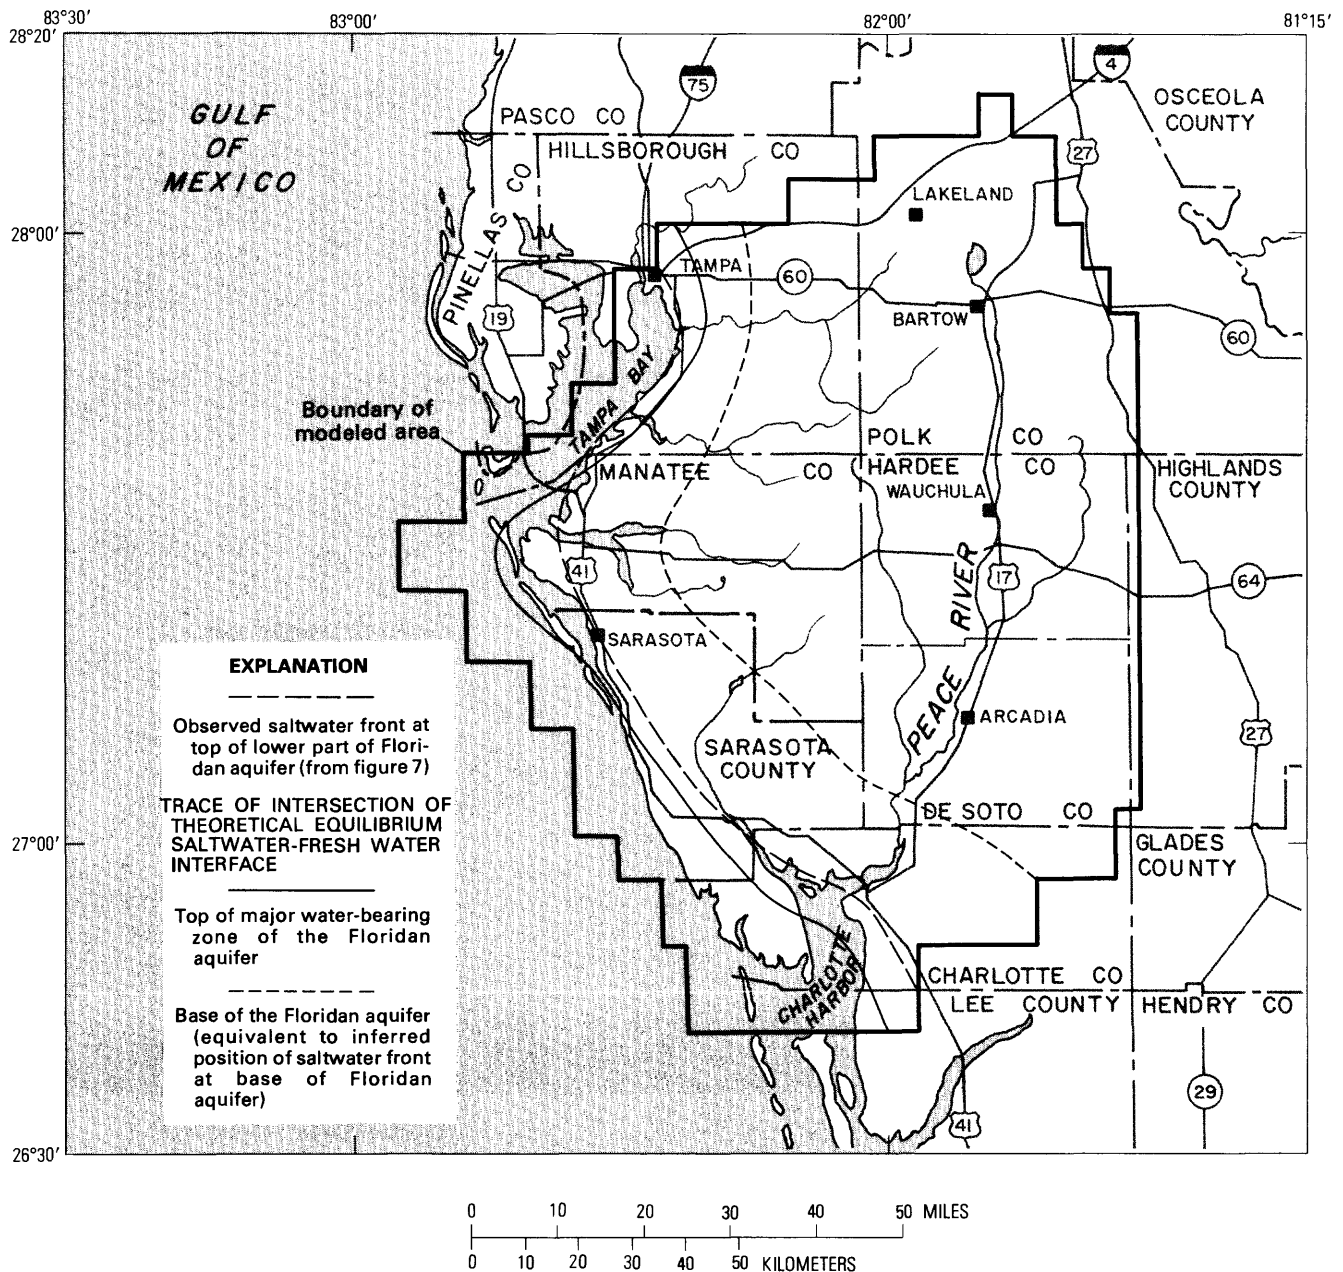 83°30'
83°00'
82°00'
81°15'
28°20'
75
4
GULF
OF
MEXICO
PASCO CO
OSCEOLA
COUNTY
HILLSBOROUGH CO
27
PINELLAS CO
LAKELAND
28°00'
TAMPA
60
19
BARTOW
60
TAMPA BAY
Boundary of
modeled area
POLK CO
MANATEE CO
HARDEE CO
HIGHLANDS
COUNTY
WAUCHULA
41
17
64
PEACE RIVER
SARASOTA
EXPLANATION
Observed saltwater front at
top of lower part of Flori-
dan aquifer (from figure 7)
ARCADIA
27
SARASOTA
COUNTY
TRACE OF INTERSECTION OF
THEORETICAL EQUILIBRIUM
SALTWATER-FRESH WATER
INTERFACE
DE SOTO CO
27°00'
GLADES
COUNTY
Top of major water-bearing
zone of the Floridan
aquifer
CHARLOTTE
HARBOR
CHARLOTTE CO
LEE COUNTY
HENDRY CO
Base of the Floridan aquifer
(equivalent to inferred
position of saltwater front
at base of Floridan
aquifer)
29
41
26°30'
0 10 20 30 40 50 MILES
0 10 20 30 40 50 KILOMETERS